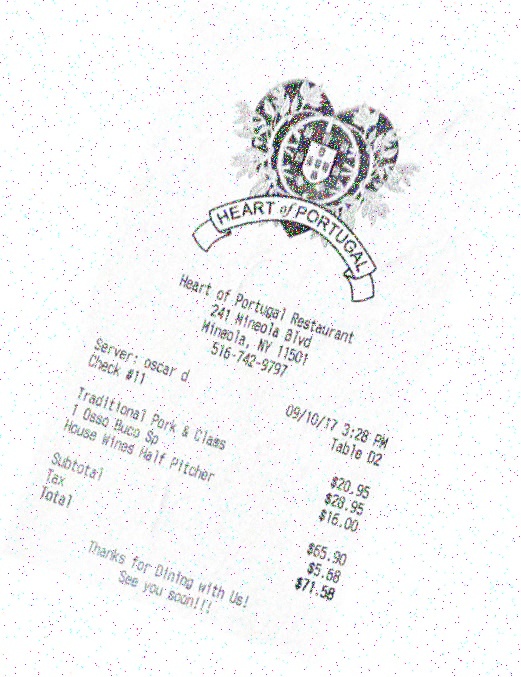 HEART of PORTUGAL
Heart of Portugal Restaurant
241 Mineola Blvd
Mineola, NY 11501
516-742-9797
Server: oscar d
09/10/17 3:28 PM
Check #11
Table D2
Traditional Pork & Clams $20.95
1 Osso Buco Sp $28.95
House Wines Half Pitcher $16.00
Subtotal $65.90
Tax $5.68
Total $71.58
Thanks for Dining with Us!
See you soon!!!